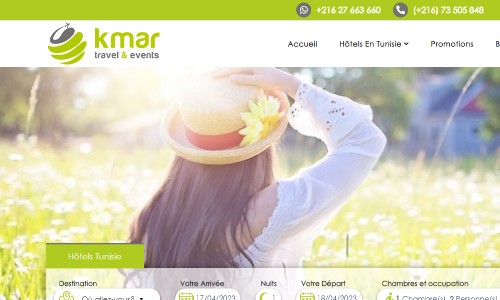 +216 27 663 660 (+216) 73 505 848
kmar
travel & events
Accueil Hôtels En Tunisie Promotions B
Hôtels Tunisie
Destination Votre Arrivée Nuits Votre Départ Chambres et occupation
Où allez-vous? 17/04/2023 1 18/04/2023 1 Chambre(s), 2 Personne(s)